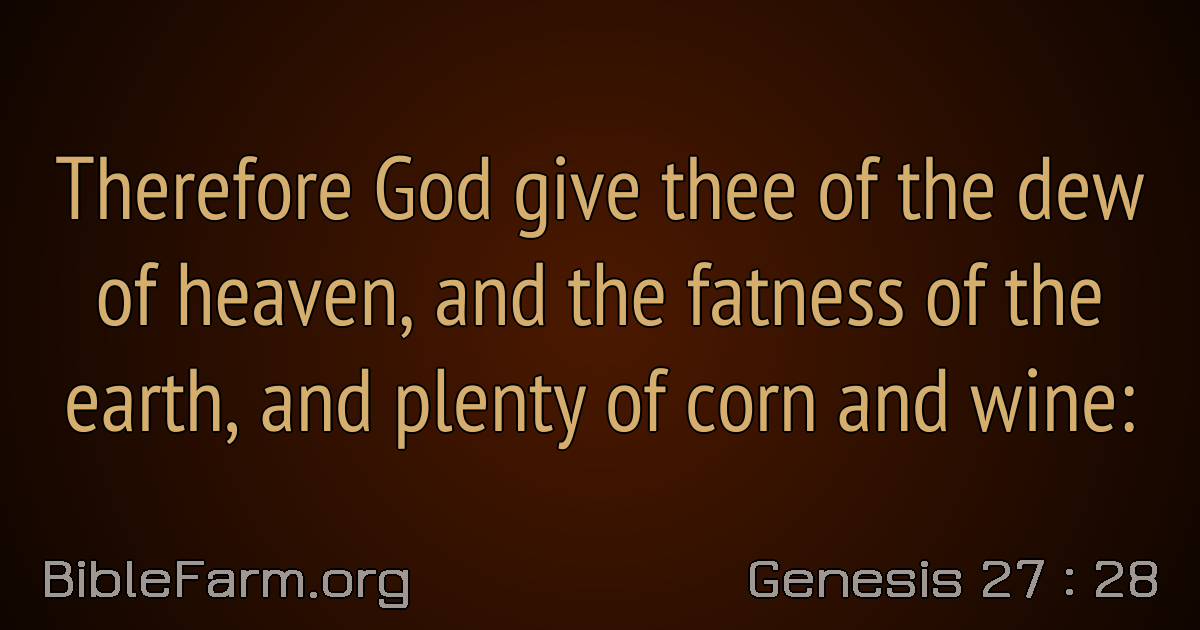 Therefore God give thee of the dew
of heaven, and the fatness of the
earth, and plenty of corn and wine:
BibleFarm.org
Genesis 27 : 28